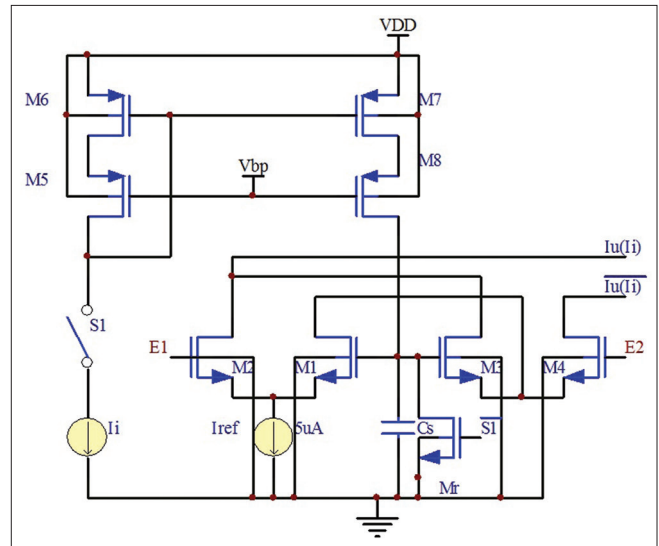 VDD
M6
M7
M8
Vbp
M5
Iu(Ii)
Iu(Ii)
S1
E1
M2
M1
M3
M4
E2
Ii
Iref
5uA
Cs
S1
Mr